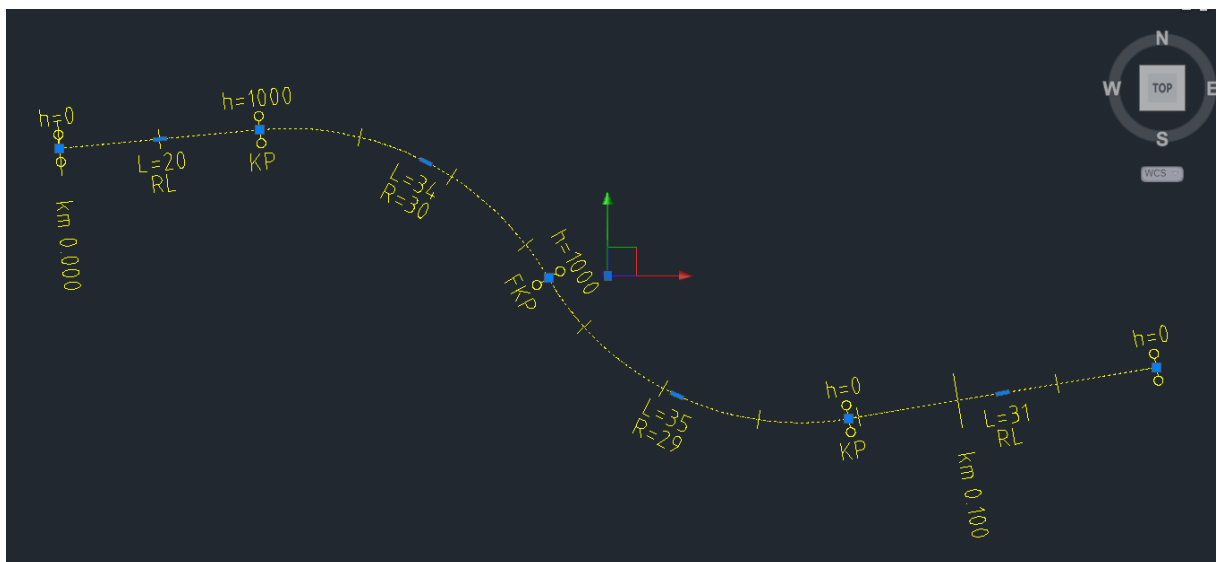 N
W
TOP
E
S
WCS
h=0
km 0.000
L=20
RL
h=1000
KP
L=34
R=30
h=1000
FKP
L=35
R=29
h=0
KP
km 0.100
L=31
RL
h=0